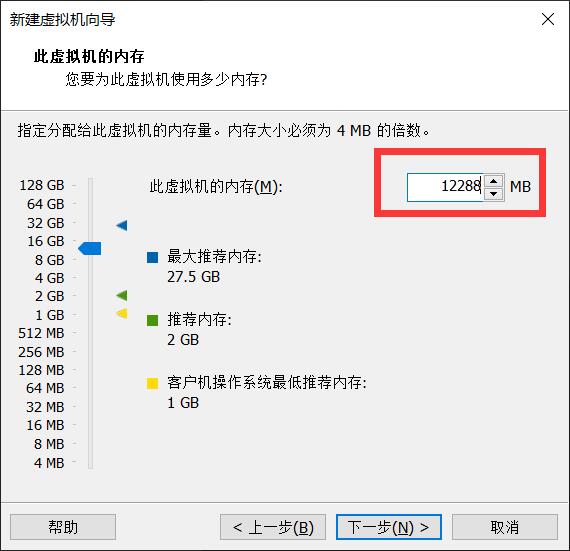 新建虚拟机向导
此虚拟机的内存
您要为此虚拟机使用多少内存?
指定分配给此虚拟机的内存量。内存大小必须为 4 MB 的倍数。
128 GB
64 GB
32 GB
16 GB
8 GB
4 GB
2 GB
1 GB
512 MB
256 MB
128 MB
64 MB
32 MB
16 MB
8 MB
4 MB
此虚拟机的内存(M): 12288 MB
最大推荐内存:
27.5 GB
推荐内存:
2 GB
客户机操作系统最低推荐内存:
1 GB
帮助 < 上一步(B) 下一步(N) > 取消